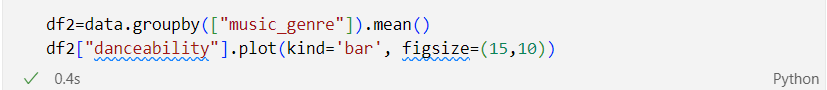 df2=data.groupby(["music_genre"]).mean()
df2["danceability"].plot(kind='bar', figsize=(15,10))
0.4s
Python